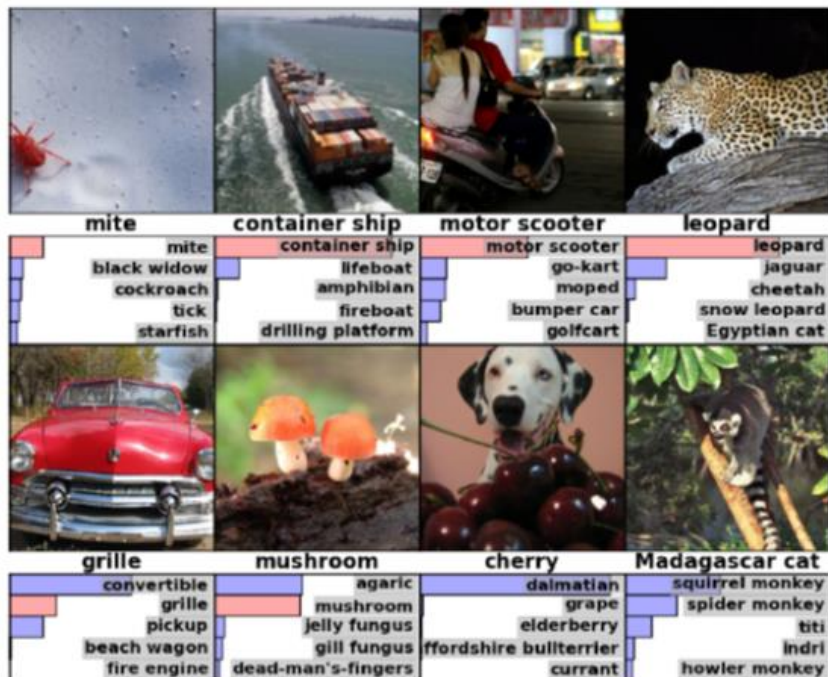 mite container ship motor scooter leopard
mite container ship motor scooter leopard
black widow lifeboat go-kart jaguar
cockroach amphibian moped cheetah
tick fireboat bumper car snow leopard
starfish drilling platform golfcart Egyptian cat
grille mushroom cherry Madagascar cat
convertible agaric dalmatian squirrel monkey
grille mushroom grape spider monkey
pickup jelly fungus elderberry titi
beach wagon gill fungus ffordshire bullterrier indri
fire engine dead-man's-fingers currant howler monkey